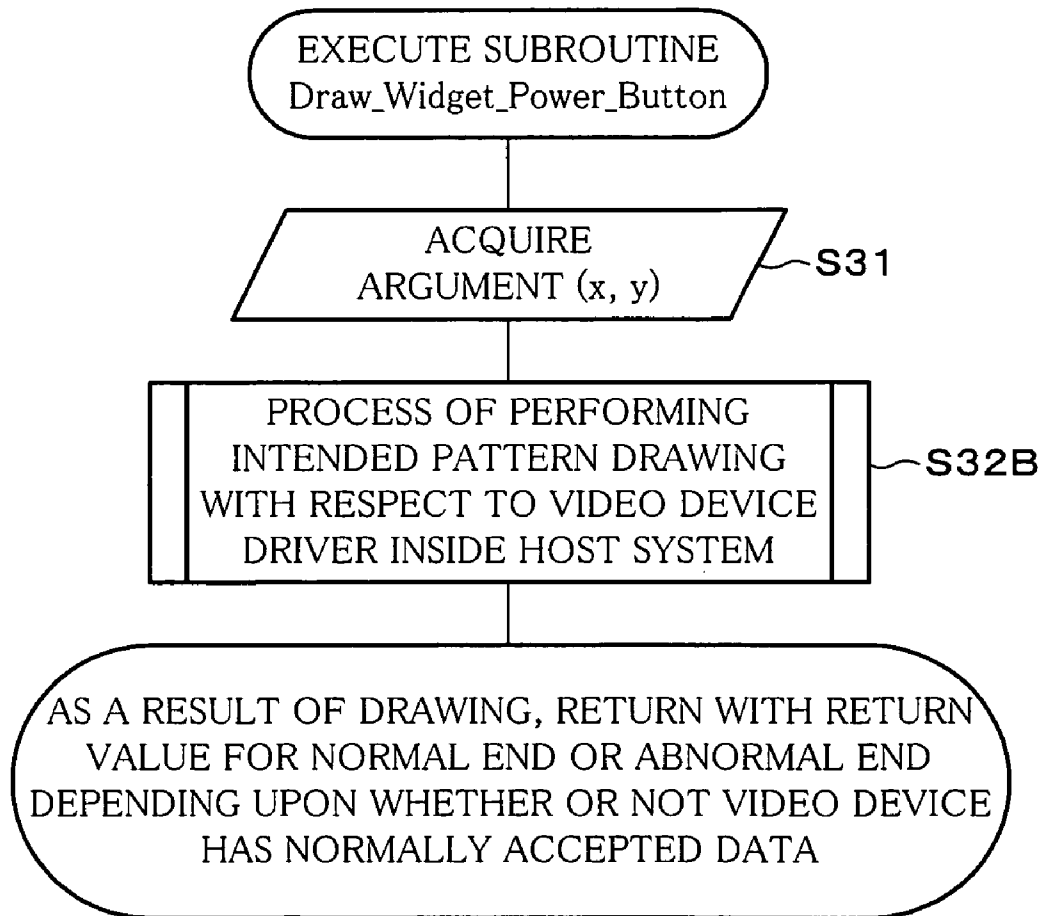 EXECUTE SUBROUTINE
Draw_Widget_Power_Button
ACQUIRE
ARGUMENT (x, y)
S31
PROCESS OF PERFORMING
INTENDED PATTERN DRAWING
WITH RESPECT TO VIDEO DEVICE
DRIVER INSIDE HOST SYSTEM
S32B
AS A RESULT OF DRAWING, RETURN WITH RETURN
VALUE FOR NORMAL END OR ABNORMAL END
DEPENDING UPON WHETHER OR NOT VIDEO DEVICE
HAS NORMALLY ACCEPTED DATA